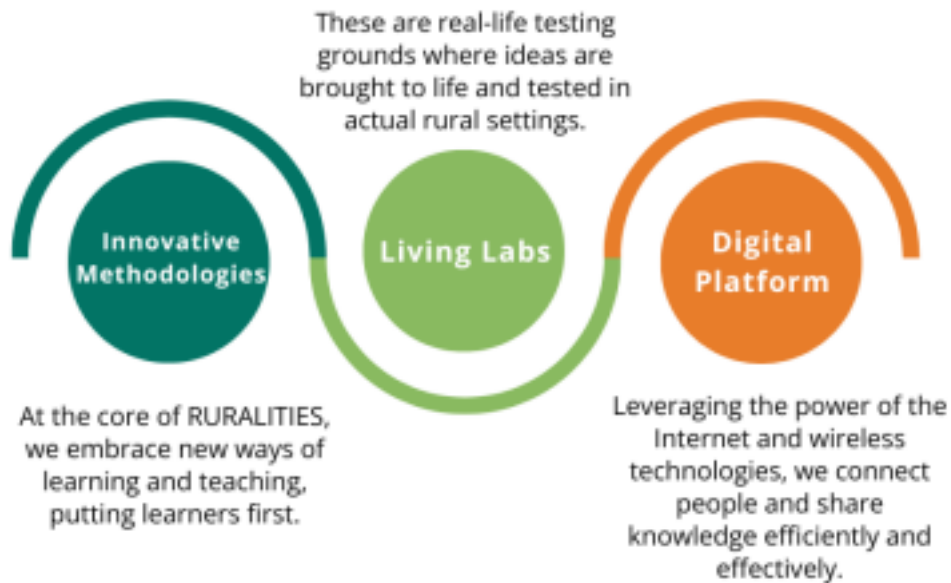 These are real-life testing
grounds where ideas are
brought to life and tested in
actual rural settings.
Innovative
Methodologies
Living Labs
Digital
Platform
At the core of RURALITIES,
we embrace new ways of
learning and teaching,
putting learners first.
Leveraging the power of the
Internet and wireless
technologies, we connect
people and share
knowledge efficiently and
effectively.